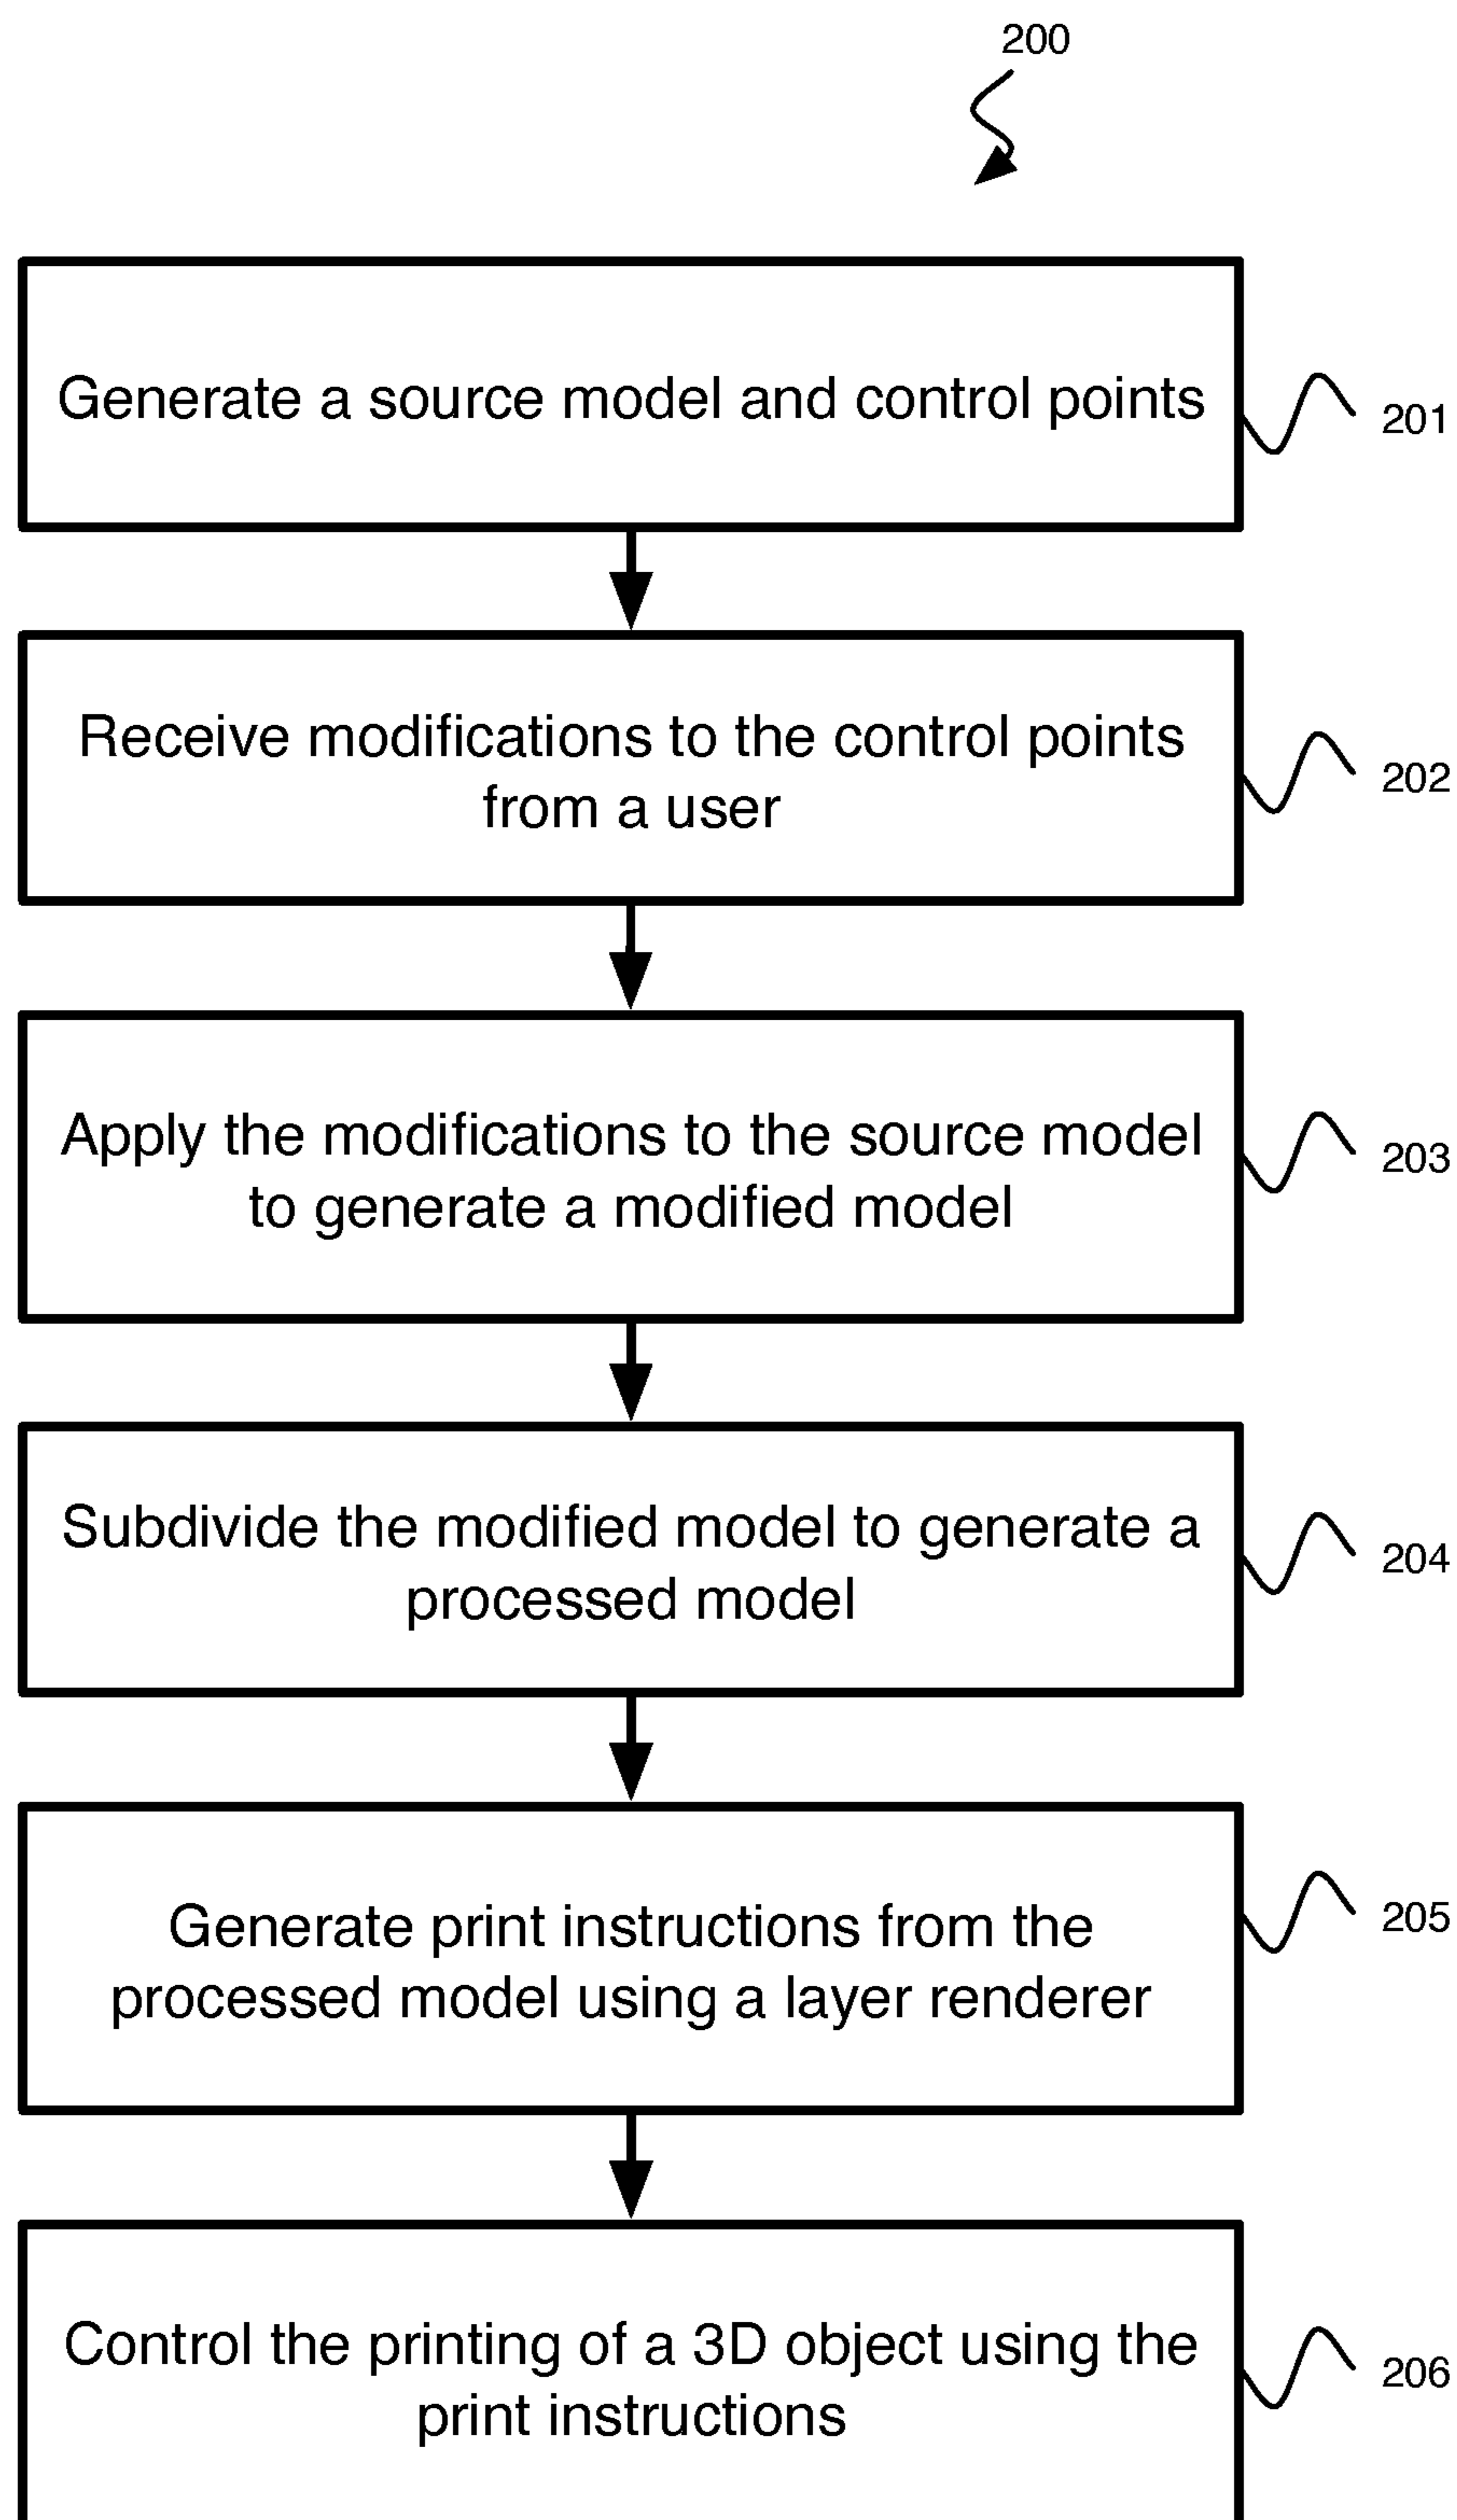 200
Generate a source model and control points
201
Receive modifications to the control points
from a user
202
Apply the modifications to the source model
to generate a modified model
203
Subdivide the modified model to generate a
processed model
204
Generate print instructions from the
processed model using a layer renderer
205
Control the printing of a 3D object using the
print instructions
206